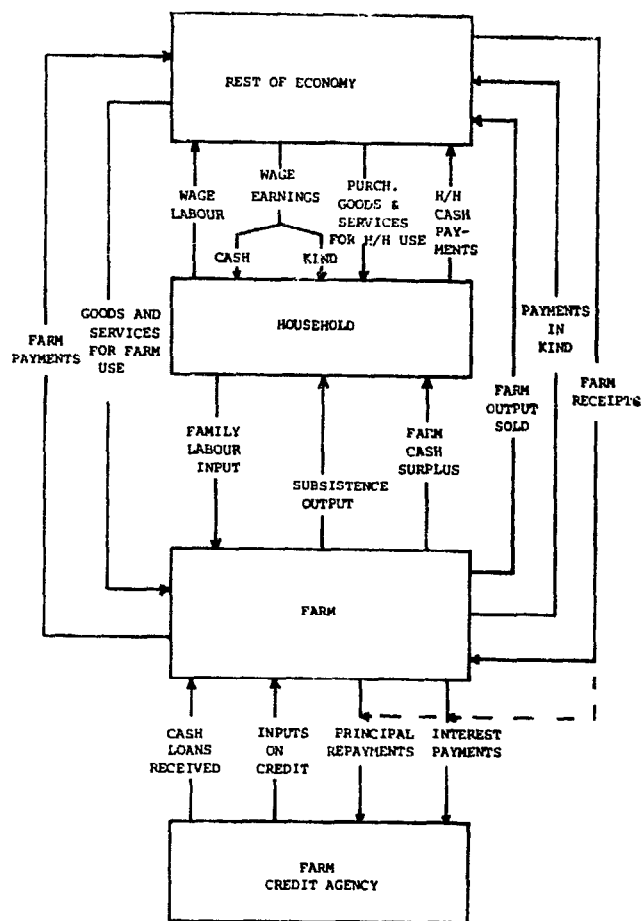 REST OF ECONOMY
WAGE
LABOUR
WAGE
EARNINGS
PURCH.
GOODS &
SERVICES
FOR H/H USE
H/H
CASH
PAY-
MENTS
CASH
KIND
HOUSEHOLD
FARM
PAYMENTS
GOODS AND
SERVICES
FOR FARM
USE
PAYMENTS
IN
KIND
FARM
RECEIPTS
FARM
OUTPUT
SOLD
FAMILY
LABOUR
INPUT
SUBSISTENCE
OUTPUT
FARM
CASH
SURPLUS
FARM
CASH
LOANS
RECEIVED
INPUTS
ON
CREDIT
PRINCIPAL
REPAYMENTS
INTEREST
PAYMENTS
FARM
CREDIT AGENCY